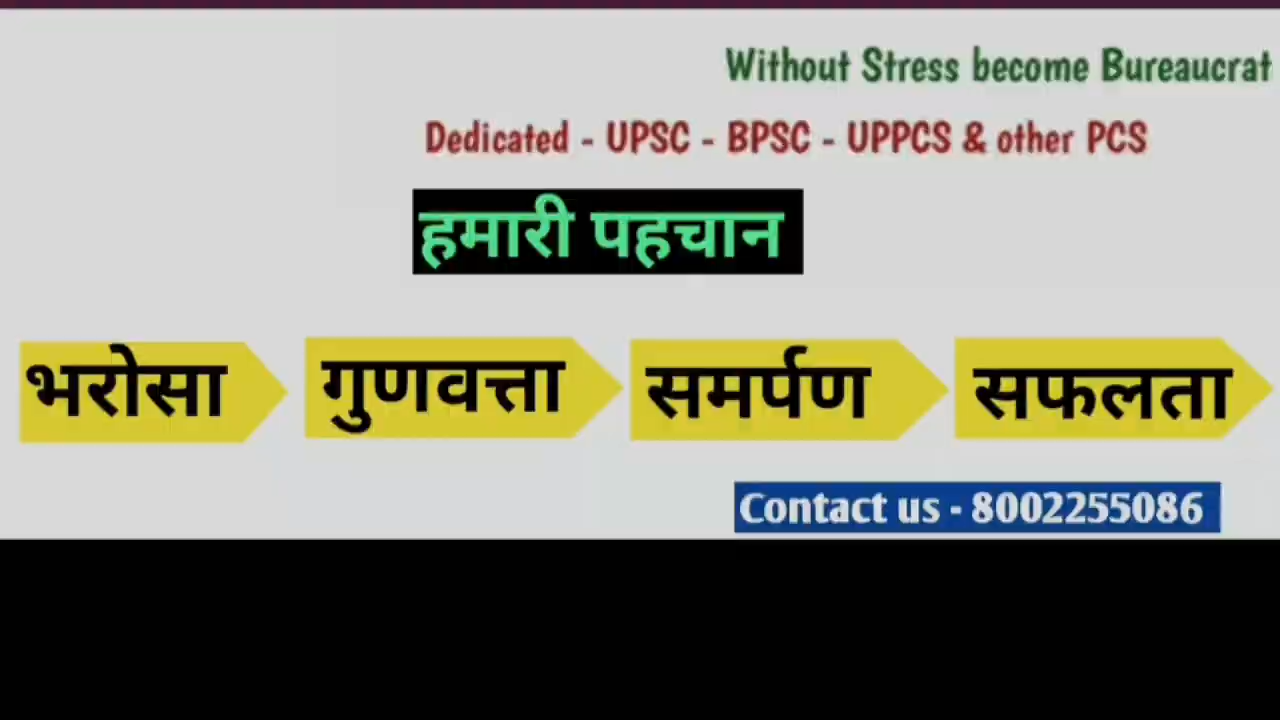 Without Stress become Bureaucrat
Dedicated - UPSC - BPSC - UPPCS & other PCS
हमारी पहचान
भरोसा गुणवत्ता समर्पण सफलता
Contact us - 8002255086